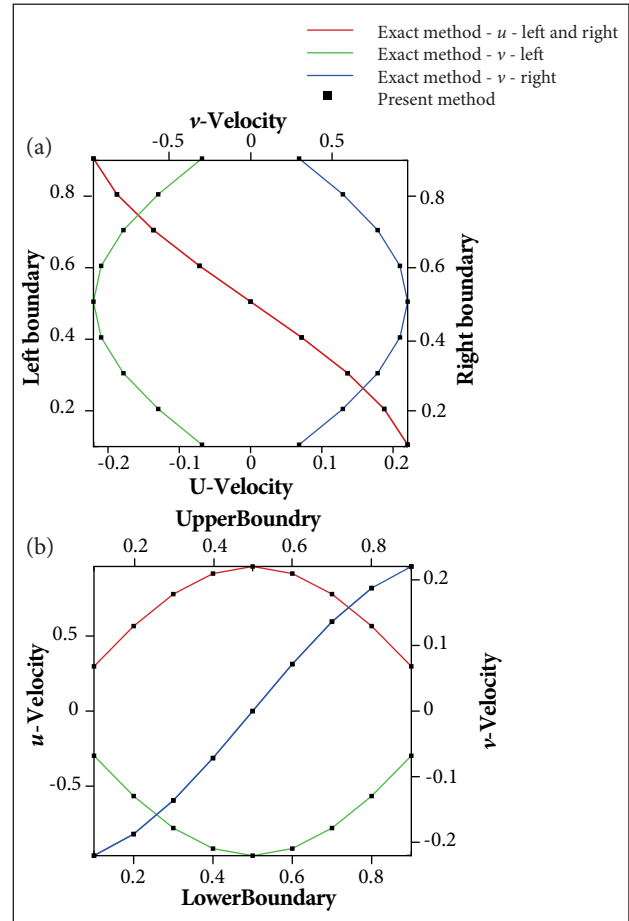 Exact method - u - left and right
Exact method - v - left
Exact method - v - right
Present method
v-Velocity
(a)
-0.5 0 0.5
0.8 0.8
0.6 0.6
0.4 0.4
0.2 0.2
Left boundary
Right boundary
-0.2 -0.1 0 0.1 0.2
U-Velocity
UpperBoundry
(b)
0.2 0.4 0.6 0.8
0.5
0
-0.5
u-Velocity
0.2
0.1
0
-0.1
-0.2
v-Velocity
0.2 0.4 0.6 0.8
LowerBoundary